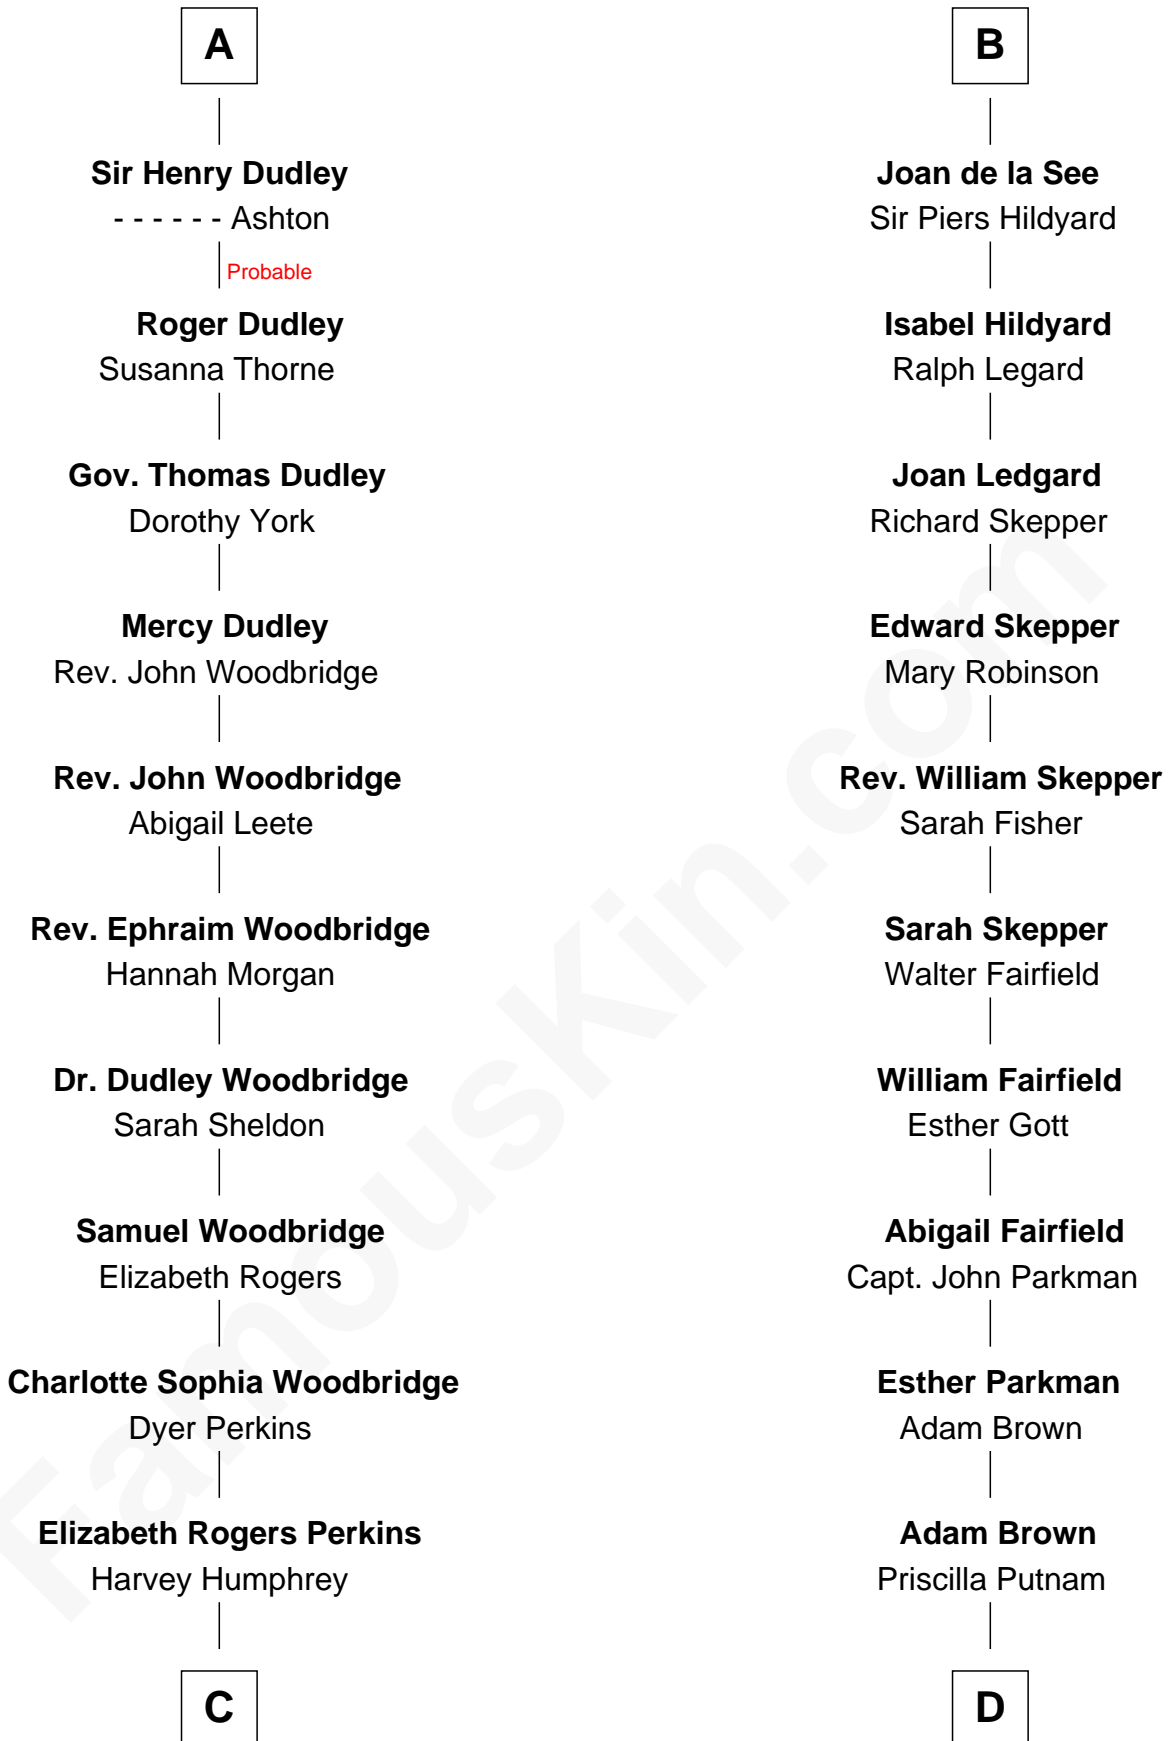 A
Sir Henry Dudley
- - - - - - Ashton
Probable
Roger Dudley
Susanna Thorne
Gov. Thomas Dudley
Dorothy York
Mercy Dudley
Rev. John Woodbridge
Rev. John Woodbridge
Abigail Leete
Rev. Ephraim Woodbridge
Hannah Morgan
Dr. Dudley Woodbridge
Sarah Sheldon
Samuel Woodbridge
Elizabeth Rogers
Charlotte Sophia Woodbridge
Dyer Perkins
Elizabeth Rogers Perkins
Harvey Humphrey
C
B
Joan de la See
Sir Piers Hildyard
Isabel Hildyard
Ralph Legard
Joan Ledgard
Richard Skepper
Edward Skepper
Mary Robinson
Rev. William Skepper
Sarah Fisher
Sarah Skepper
Walter Fairfield
William Fairfield
Esther Gott
Abigail Fairfield
Capt. John Parkman
Esther Parkman
Adam Brown
Adam Brown
Priscilla Putnam
D
FamousKin.com